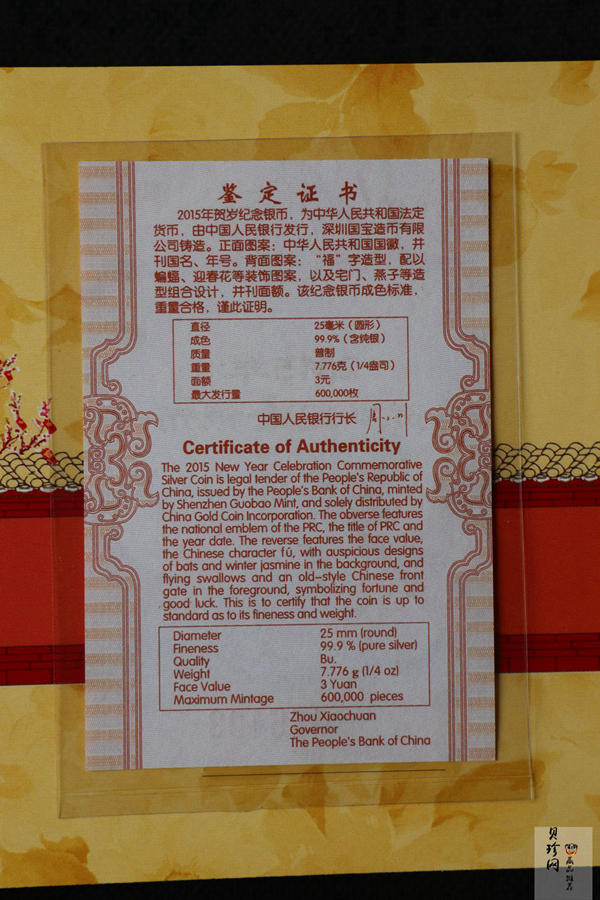 鉴定证书
2015年贺岁纪念银币，为中华人民共和国法定
货币，由中国人民银行发行，深圳国宝造币有限
公司铸造。正面图案：中华人民共和国国徽，并
刊国名、年号。背面图案：“福”字造型，配以
蝙蝠、迎春花等装饰图案，以及宅门、燕子等造
型组合设计，并刊面额。该纪念银币成色标准，
重量合格，谨此证明。
直径 25毫米（圆形）
成色 99.9%（含纯银）
质量 普制
重量 7.776克（1/4盎司）
面额 3元
最大发行量 600,000枚
中国人民银行行长
Certificate of Authenticity
The 2015 New Year Celebration Commemorative
Silver Coin is legal tender of the People's Republic of
China, issued by the People's Bank of China, minted
by Shenzhen Guobao Mint, and solely distributed by
China Gold Coin Incorporation. The obverse features
the national emblem of the PRC, the title of PRC and
the year date. The reverse features the face value,
the Chinese character fú, with auspicious designs
of bats and winter jasmine in the background, and
flying swallows and an old-style Chinese front
gate in the foreground, symbolizing fortune and
good luck. This is to certify that the coin is up to
standard as to its fineness and weight.
Diameter 25 mm (round)
Fineness 99.9 % (pure silver)
Quality Bu.
Weight 7.776 g (1/4 oz)
Face Value 3 Yuan
Maximum Mintage 600,000 pieces
Zhou Xiaochuan
Governor
The People's Bank of China
贝珍网
藏品推荐